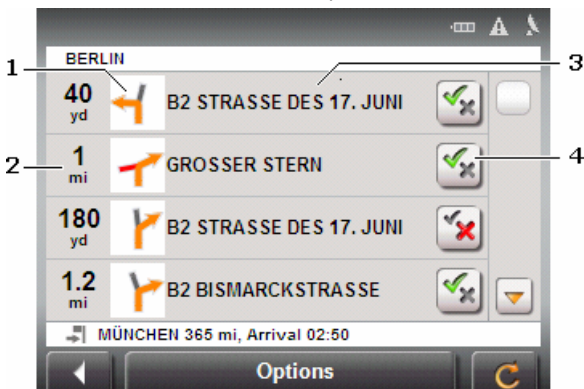 BERLIN
1
3
40 yd B2 STRASSE DES 17. JUNI
2
1 mi GROSSER STERN
4
180 yd B2 STRASSE DES 17. JUNI
1.2 mi B2 BISMARCKSTRASSE
MÜNCHEN 365 mi, Arrival 02:50
Options